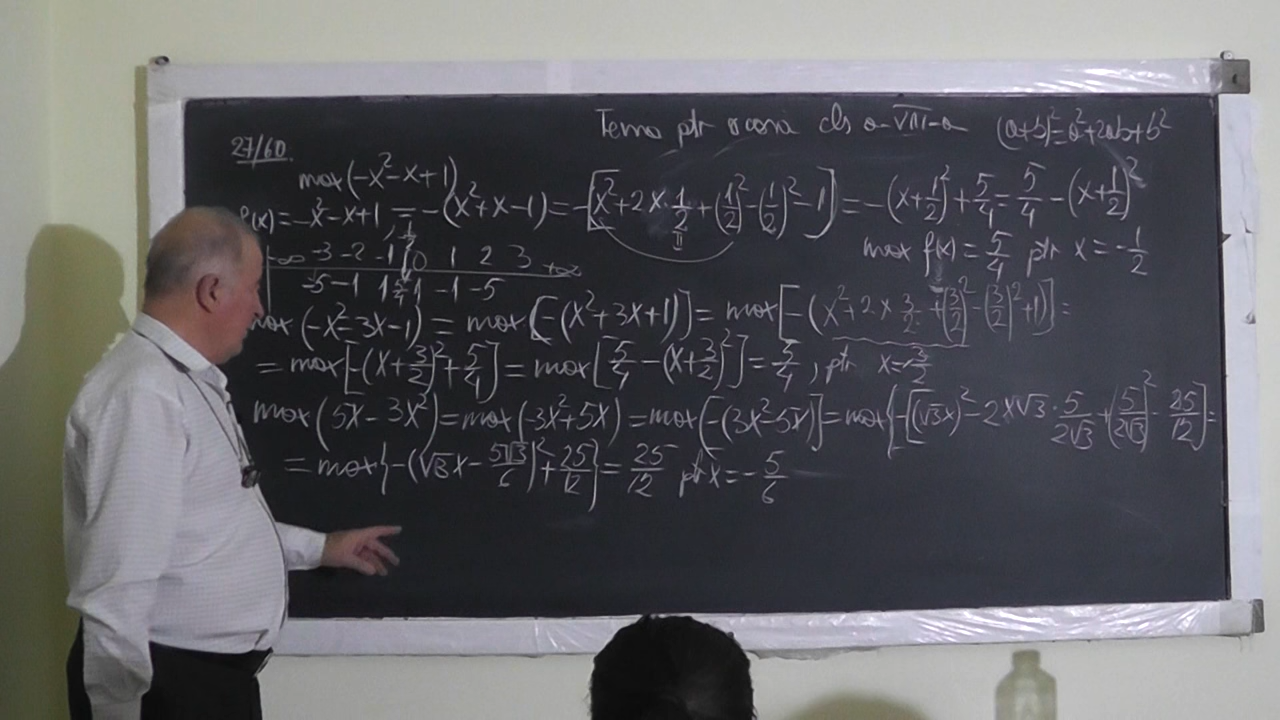 Tema ptr acasă cls a-VIII-a (a+b)²=a²+2ab+b²
27/60.
max(-x²-x+1)
f(x)=-x²-x+1 = -(x²+x-1)=-[x²+2x·1/2+(1/2)²-(1/2)²-1]=-(x+1/2)²+5/4=5/4-(x+1/2)²
max f(x)=5/4 ptr x=-1/2
-∞ -3 -2 -1 -1/2 0 1 2 3 +∞
-5 -1 1 5/4 1 -1 -5
max(-x²-3x-1) = max[-(x²+3x+1)]= max[-(x²+2x 3/2+(3/2)²-(3/2)²+1)]=
= max[-(x+3/2)²+5/4]= max[5/4-(x+3/2)²]=5/4, ptr x=-3/2
max(5x-3x²)=max(-3x²+5x)=max[-(3x²-5x)]=max{-[(√3x)²-2x√3·5/2√3+(5/2√3)²-25/12]=
= max{-(√3x-5√3/6)²+25/12}=25/12 ptr x=-5/6